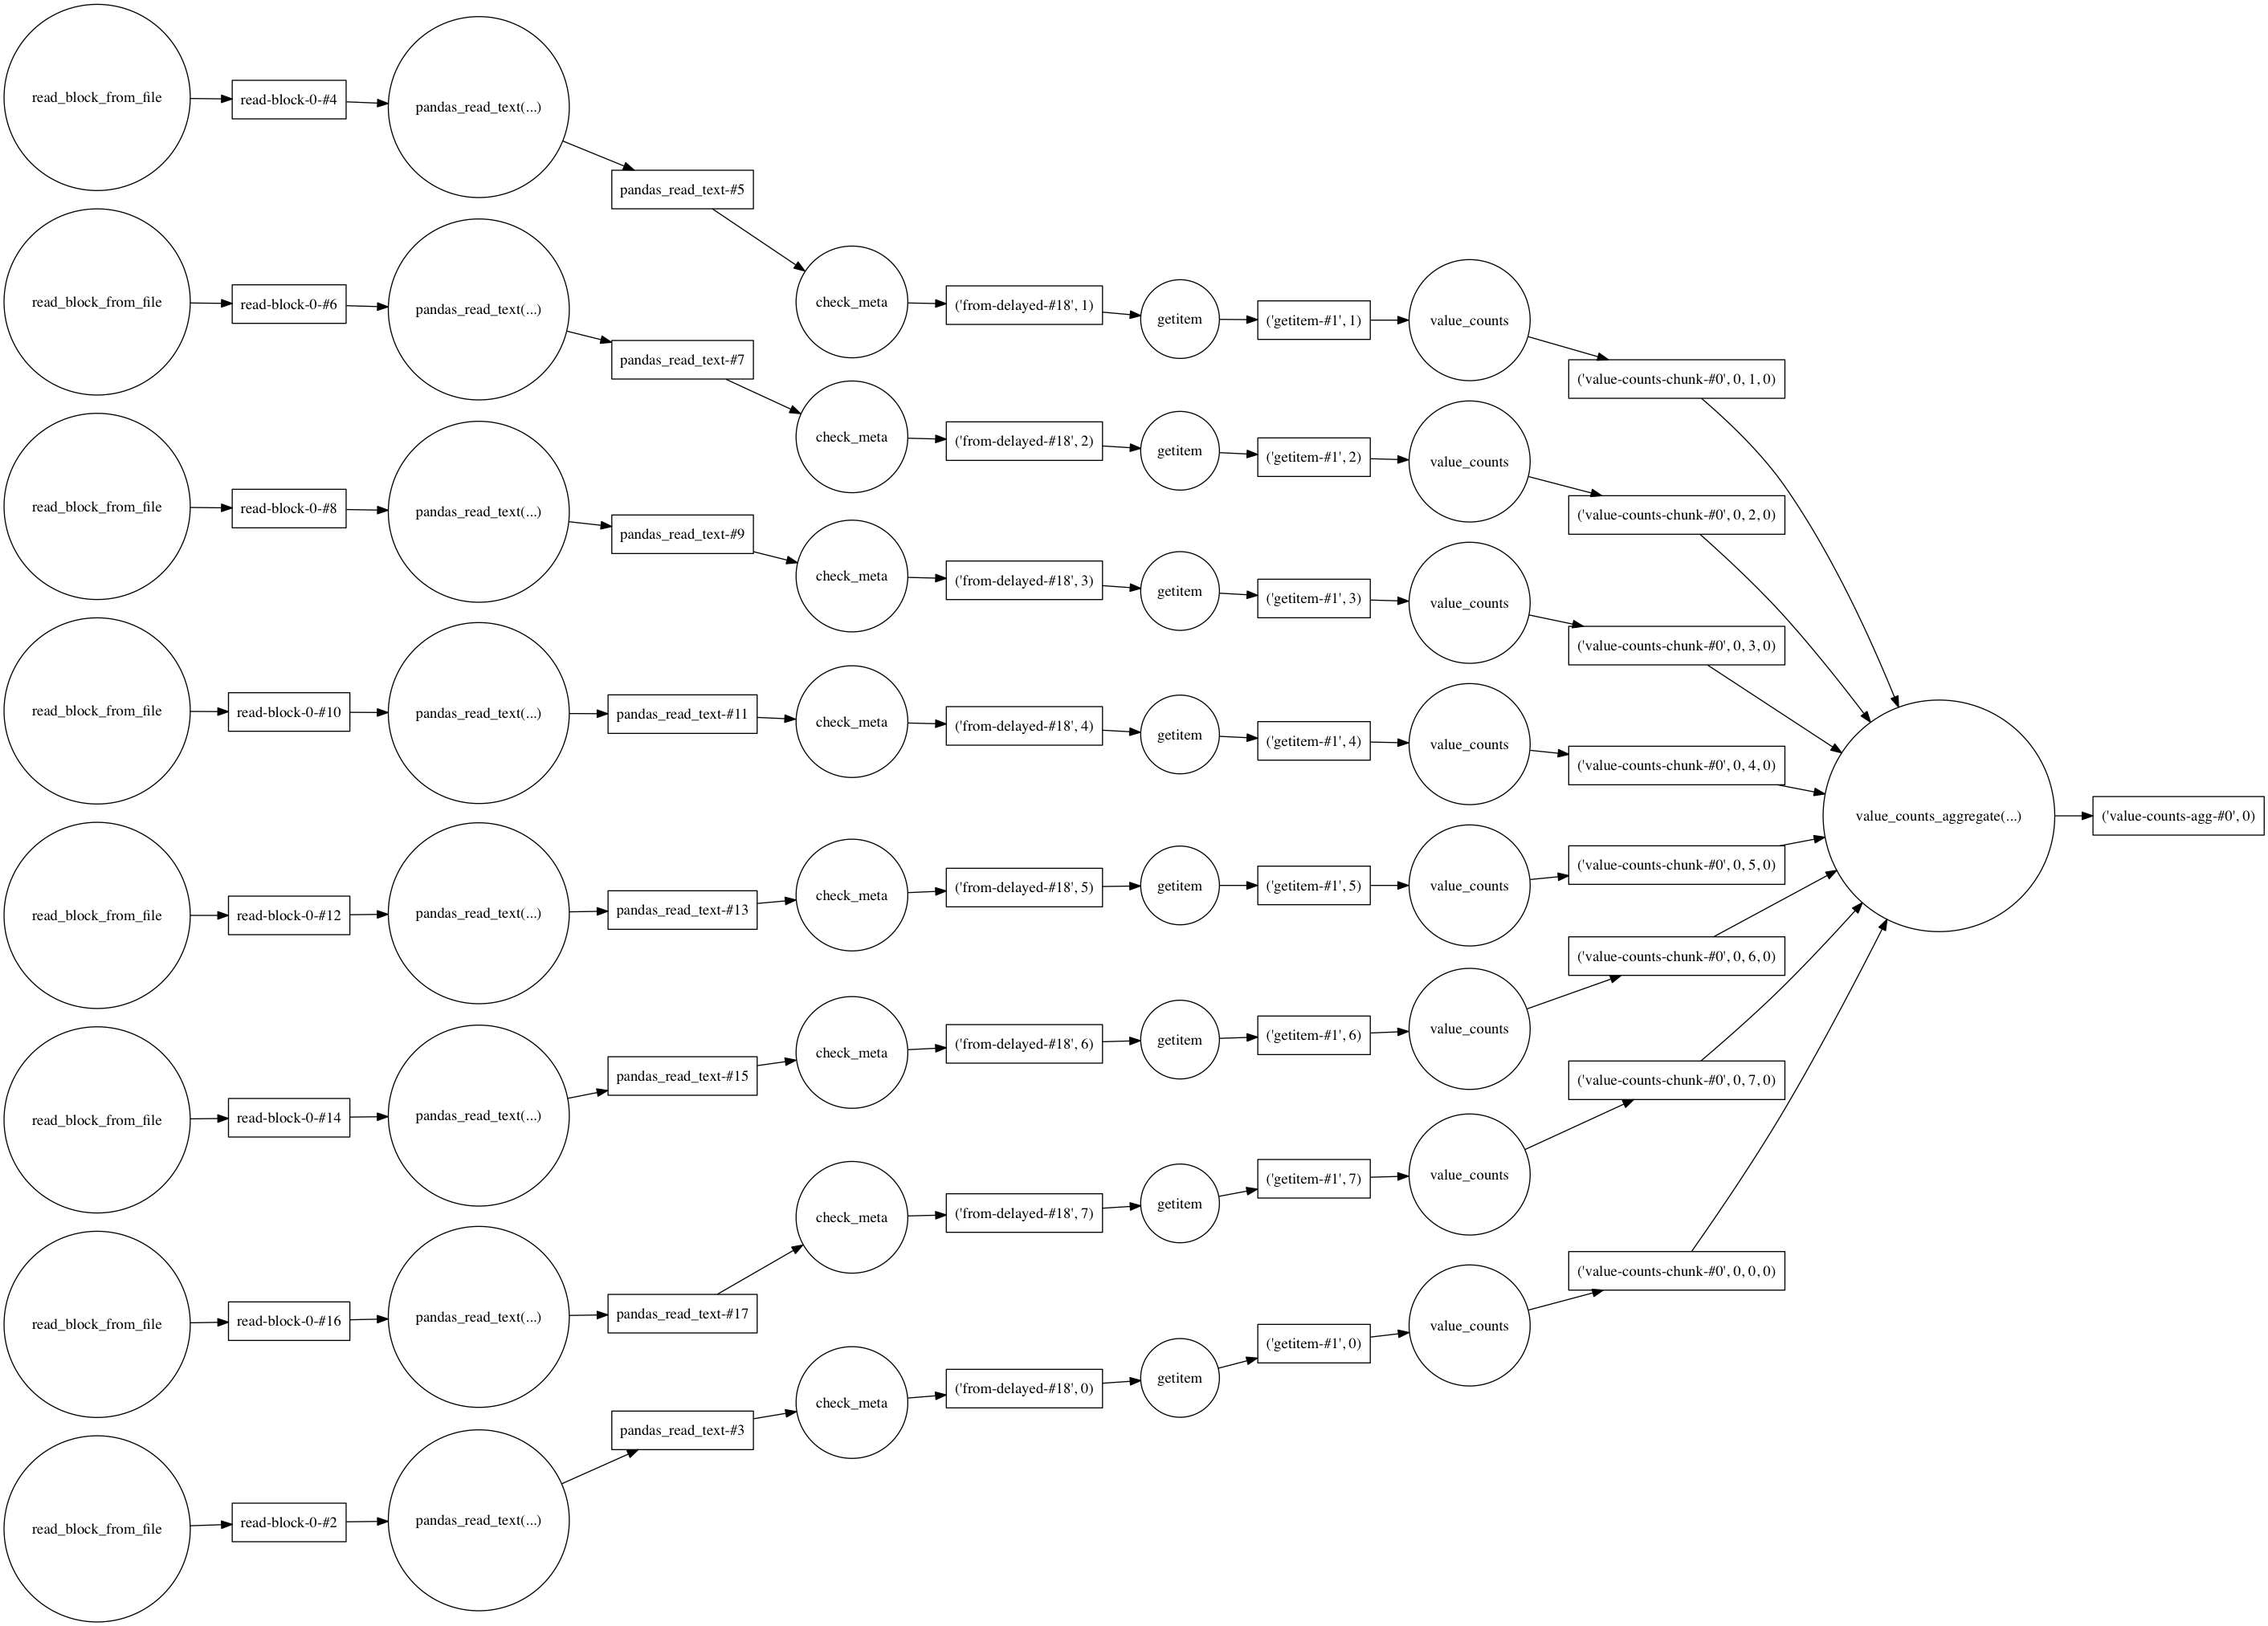 read_block_from_file
read-block-0-#4
pandas_read_text(...)
pandas_read_text-#5
check_meta
('from-delayed-#18', 1)
getitem
('getitem-#1', 1)
value_counts
('value-counts-chunk-#0', 0, 1, 0)
read_block_from_file
read-block-0-#6
pandas_read_text(...)
pandas_read_text-#7
check_meta
('from-delayed-#18', 2)
getitem
('getitem-#1', 2)
value_counts
('value-counts-chunk-#0', 0, 2, 0)
read_block_from_file
read-block-0-#8
pandas_read_text(...)
pandas_read_text-#9
check_meta
('from-delayed-#18', 3)
getitem
('getitem-#1', 3)
value_counts
('value-counts-chunk-#0', 0, 3, 0)
read_block_from_file
read-block-0-#10
pandas_read_text(...)
pandas_read_text-#11
check_meta
('from-delayed-#18', 4)
getitem
('getitem-#1', 4)
value_counts
('value-counts-chunk-#0', 0, 4, 0)
read_block_from_file
read-block-0-#12
pandas_read_text(...)
pandas_read_text-#13
check_meta
('from-delayed-#18', 5)
getitem
('getitem-#1', 5)
value_counts
('value-counts-chunk-#0', 0, 5, 0)
read_block_from_file
read-block-0-#14
pandas_read_text(...)
pandas_read_text-#15
check_meta
('from-delayed-#18', 6)
getitem
('getitem-#1', 6)
value_counts
('value-counts-chunk-#0', 0, 6, 0)
read_block_from_file
read-block-0-#16
pandas_read_text(...)
pandas_read_text-#17
check_meta
('from-delayed-#18', 7)
getitem
('getitem-#1', 7)
value_counts
('value-counts-chunk-#0', 0, 7, 0)
read_block_from_file
read-block-0-#2
pandas_read_text(...)
pandas_read_text-#3
check_meta
('from-delayed-#18', 0)
getitem
('getitem-#1', 0)
value_counts
('value-counts-chunk-#0', 0, 0, 0)
value_counts_aggregate(...)
('value-counts-agg-#0', 0)